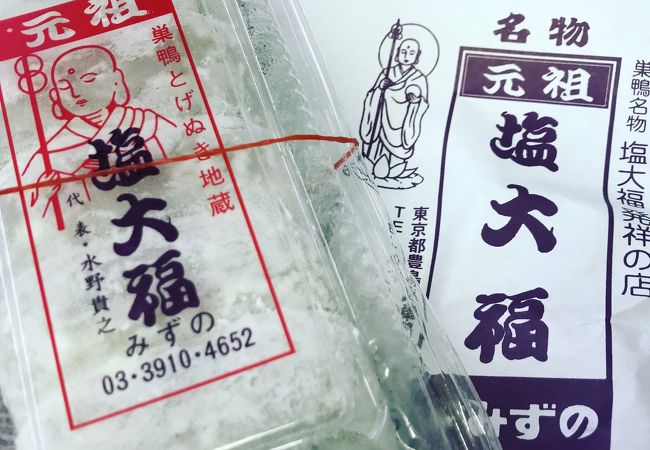 元祖
巣鴨とげぬき地蔵
塩大福
代表・水野貴之
みずの
03・3910・4652
名物
元祖
塩大福
みずの
巣鴨名物 塩大福発祥の店
東京都豊島
TE